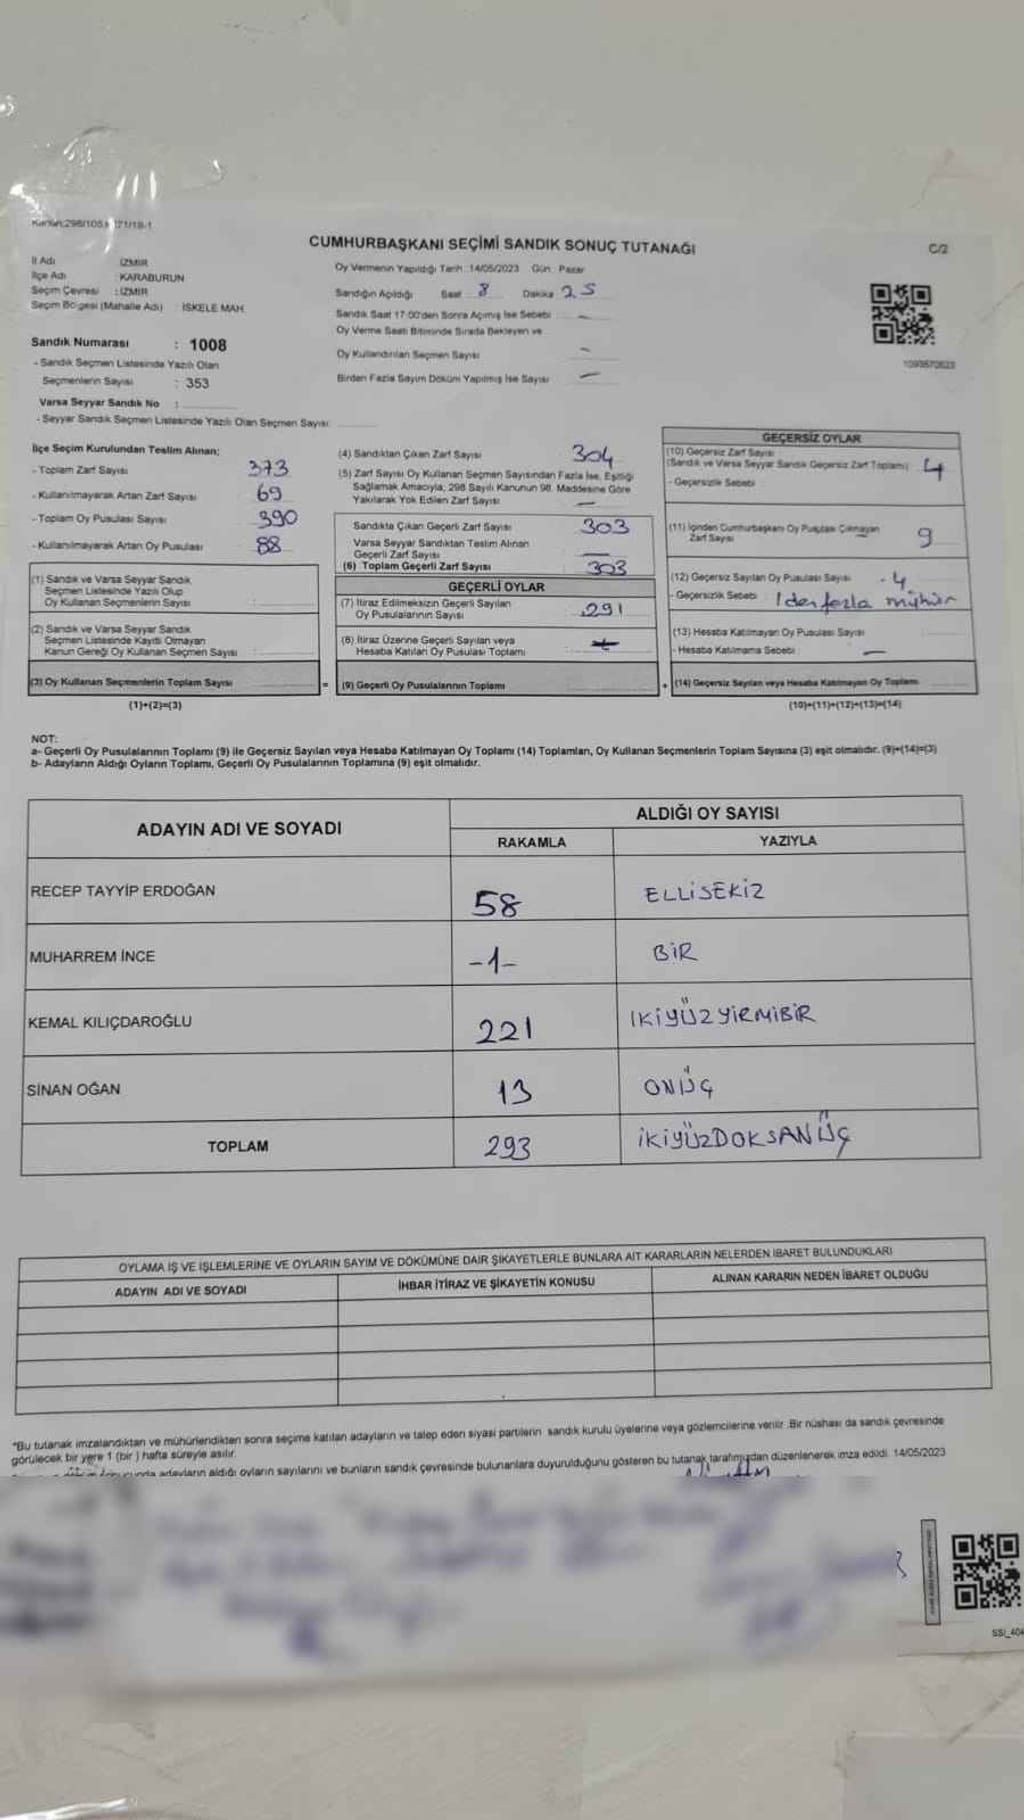 CUMHURBAŞKANI SEÇİMİ SANDIK SONUÇ TUTANAĞI
C/2
İl Adı : İZMİR
İlçe Adı : KARABURUN
Seçim Çevresi : İZMİR
Seçim Bölgesi (Mahalle Adı) : İSKELE MAH.
Sandık Numarası : 1008
- Sandık Seçmen Listesinde Yazılı Olan
Seçmenlerin Sayısı : 353
Varsa Seyyar Sandık No :
- Seyyar Sandık Seçmen Listesinde Yazılı Olan Seçmen Sayısı:
Oy Vermenin Yapıldığı Tarih :14/05/2023 Gün : Pazar
Sandığın Açıldığı Saat 8 Dakika 25
Sandık Saat 17:00'den Sonra Açımış İse Sebebi : -
Oy Verme Saati Bitiminde Sırada Bekleyen ve
Oy Kullandırılan Seçmen Sayısı -
Birden Fazla Sayım Döküm Yapılmış İse Sayısı -
İlçe Seçim Kurulundan Teslim Alınan;
- Toplam Zarf Sayısı 373
- Kullanılmayarak Artan Zarf Sayısı 69
- Toplam Oy Pusulası Sayısı 390
- Kullanılmayarak Artan Oy Pusulası 88
(1) Sandık ve Varsa Seyyar Sandık
Seçmen Listesinde Yazılı Olup
Oy Kullanan Seçmenlerin Sayısı :
(2) Sandık ve Varsa Seyyar Sandık
Seçmen Listesinde Kayıtlı Olmayan
Kanun Gereği Oy Kullanan Seçmen Sayısı :
(3) Oy Kullanan Seçmenlerin Toplam Sayısı :
(1)+(2)=(3)
(4) Sandıktan Çıkan Zarf Sayısı 304
(5) Zarf Sayısı Oy Kullanan Seçmen Sayısından Fazla İse, Eşitliği
Sağlamak Amacıyla; 298 Sayılı Kanunun 98. Maddesine Göre
Yakılarak Yok Edilen Zarf Sayısı -
Sandıkta Çıkan Geçerli Zarf Sayısı 303
Varsa Seyyar Sandıktan Teslim Alınan
Geçerli Zarf Sayısı -
(6) Toplam Geçerli Zarf Sayısı 303
GEÇERLİ OYLAR
(7) İtiraz Edilmeksizin Geçerli Sayılan
Oy Pusulalarının Sayısı : 291
(8) İtiraz Üzerine Geçerli Sayılan veya
Hesaba Katılan Oy Pusulası Toplamı :
= (9) Geçerli Oy Pusulalarının Toplamı :
GEÇERSİZ OYLAR
(10) Geçersiz Zarf Sayısı
(Sandık ve Varsa Seyyar Sandık Geçersiz Zarf Toplamı) 4
- Geçersizlik Sebebi :
(11) İçinden Cumhurbaşkanı Oy Pusulası Çıkmayan
Zarf Sayısı 9
(12) Geçersiz Sayılan Oy Pusulası Sayısı 4
- Geçersizlik Sebebi : 1 den fazla mühür
(13) Hesaba Katılmayan Oy Pusulası Sayısı
- Hesaba Katılmama Sebebi : -
+ (14) Geçersiz Sayılan veya Hesaba Katılmayan Oy Toplamı
(10)+(11)+(12)+(13)=(14)
NOT:
a- Geçerli Oy Pusulalarının Toplamı (9) ile Geçersiz Sayılan veya Hesaba Katılmayan Oy Toplamı (14) Toplamları, Oy Kullanan Seçmenlerin Toplam Sayısına (3) eşit olmalıdır. (9)+(14)=(3)
b- Adayların Aldığı Oyların Toplamı, Geçerli Oy Pusulalarının Toplamına (9) eşit olmalıdır.
ADAYIN ADI VE SOYADI
ALDIĞI OY SAYISI
RAKAMLA YAZIYLA
RECEP TAYYİP ERDOĞAN 58 ELLİSEKİZ
MUHARREM İNCE -1- BİR
KEMAL KILIÇDAROĞLU 221 İKİYÜZYİRMİBİR
SİNAN OĞAN 13 ONÜÇ
TOPLAM 293 İKİYÜZDOKSANÜÇ
OYLAMA İŞ VE İŞLEMLERİNE VE OYLARIN SAYIM VE DÖKÜMÜNE DAİR ŞİKAYETLERLE BUNLARA AİT KARARLARIN NELERDEN İBARET BULUNDUKLARI
ADAYIN ADI VE SOYADI İHBAR İTİRAZ VE ŞİKAYETİN KONUSU ALINAN KARARIN NEDEN İBARET OLDUĞU
*Bu tutanak imzalandıktan ve mühürlendikten sonra seçime katılan adayların ve talep eden siyasi partilerin sandık kurulu üyelerine veya gözlemcilerine verilir. Bir nüshası da sandık çevresinde
görülecek bir yere 1 (bir ) hafta süreyle asılır.
adayların aldığı oyların sayılarını ve bunların sandık çevresinde bulunanlara duyurulduğunu gösteren bu tutanak tarafımızdan düzenlenerek imza edildi. 14/05/2023